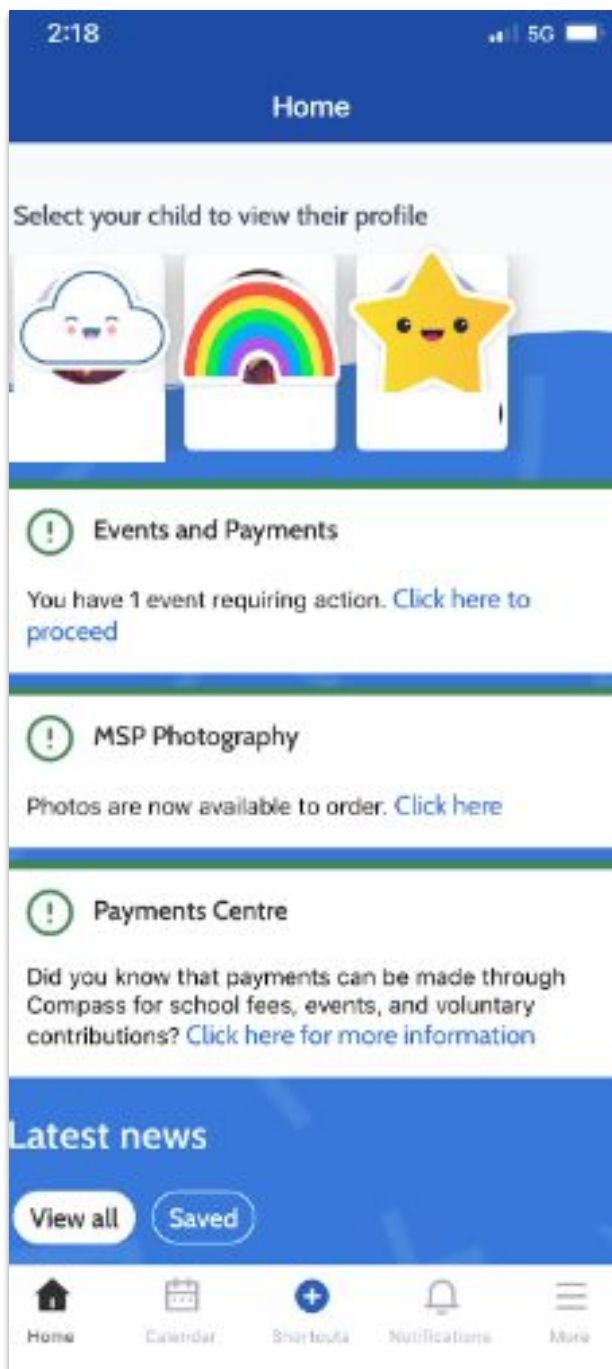 2:18
5G
Home
Select your child to view their profile
Events and Payments
You have 1 event requiring action. Click here to
proceed
MSP Photography
Photos are now available to order. Click here
Payments Centre
Did you know that payments can be made through
Compass for school fees, events, and voluntary
contributions? Click here for more information
Latest news
View all
Saved
Home
Calendar
Shortcuts
Notifications
More